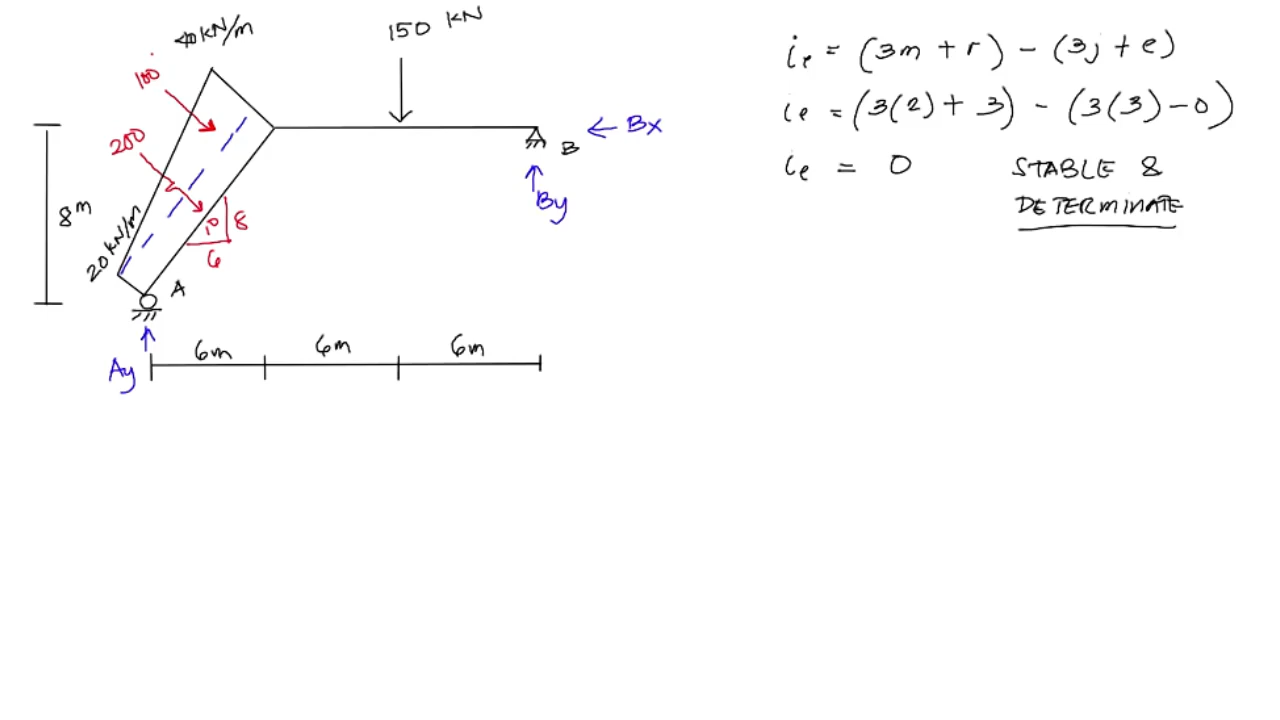 40 kN/m
150 KN
100
200
8m
20 kN/m
10
8
6
A
B
← Bx
By
Ay
6m 6m 6m
ie = (3m + r) - (3j + e)
ie = (3(2) + 3) - (3(3) - 0)
ie = 0 STABLE &
DETERMINATE